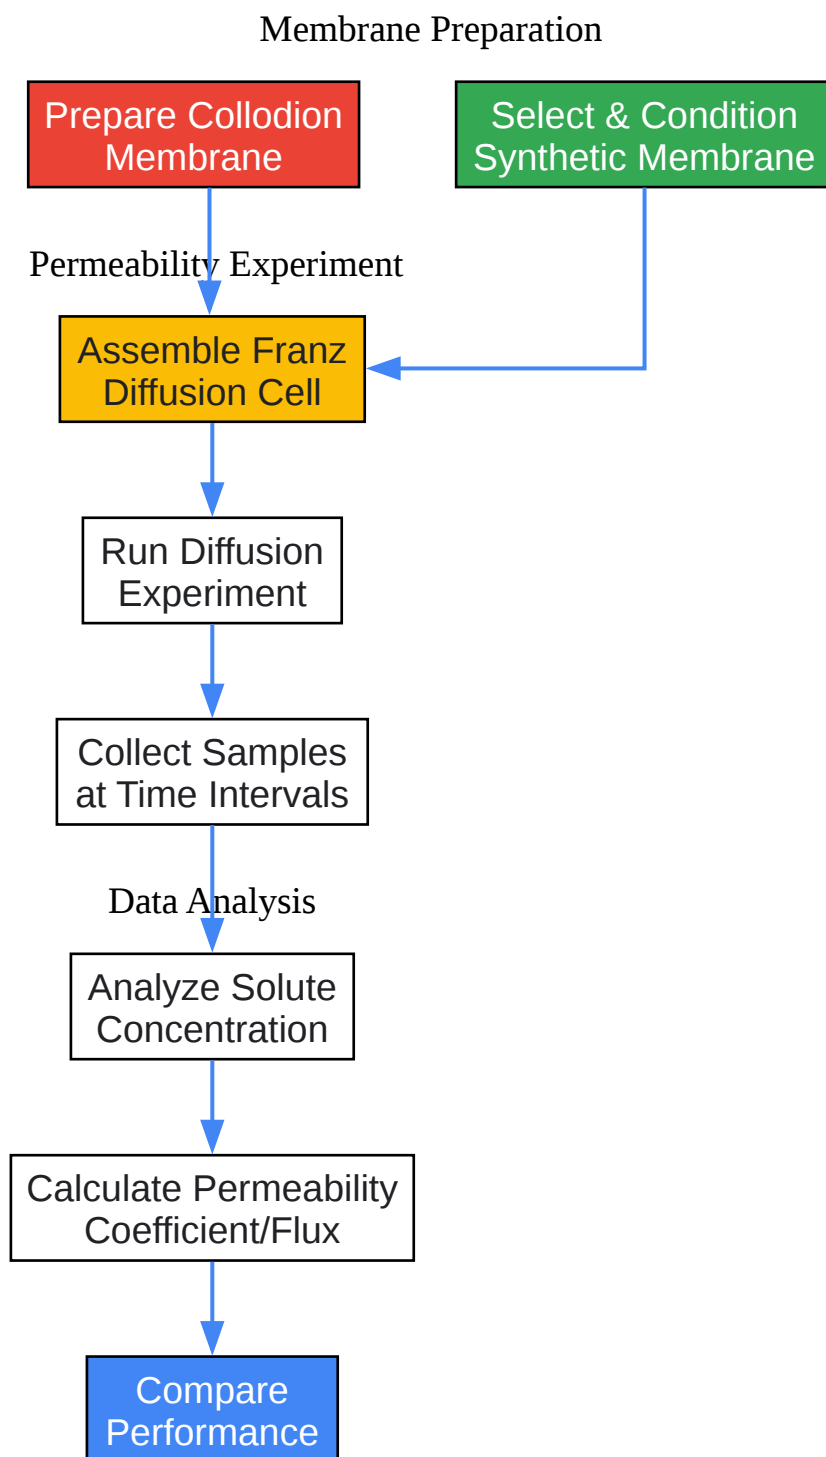 Membrane Preparation
Prepare Collodion
Membrane
Select & Condition
Synthetic Membrane
Permeability Experiment
Assemble Franz
Diffusion Cell
Run Diffusion
Experiment
Collect Samples
at Time Intervals
Data Analysis
Analyze Solute
Concentration
Calculate Permeability
Coefficient/Flux
Compare
Performance